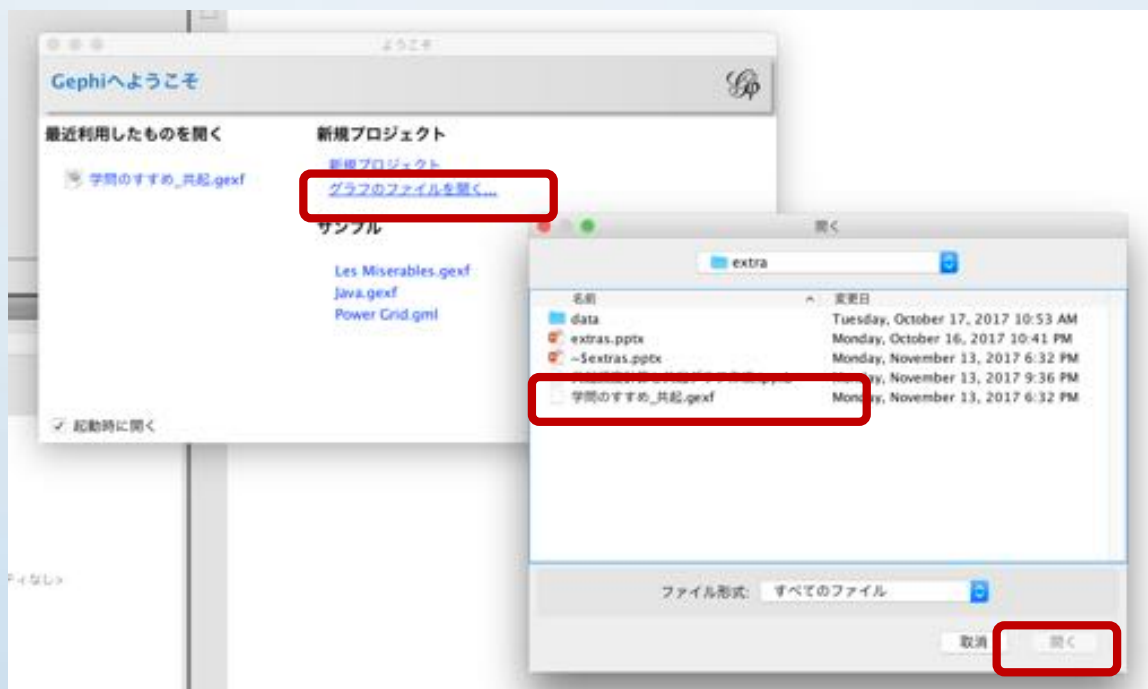 ようこそ
Gephiへようこそ
最近利用したものを開く
学問のすすめ_共起.gexf
新規プロジェクト
新規プロジェクト
グラフのファイルを開く...
サンプル
Les Miserables.gexf
Java.gexf
Power Grid.gml
起動時に開く
開く
extra
名前 変更日
data Tuesday, October 17, 2017 10:53 AM
extras.pptx Monday, October 16, 2017 10:41 PM
~$extras.pptx Monday, November 13, 2017 6:32 PM
Monday, November 13, 2017 9:36 PM
学問のすすめ_共起.gexf Monday, November 13, 2017 6:32 PM
ファイル形式: すべてのファイル
取消 開く
ティなし>